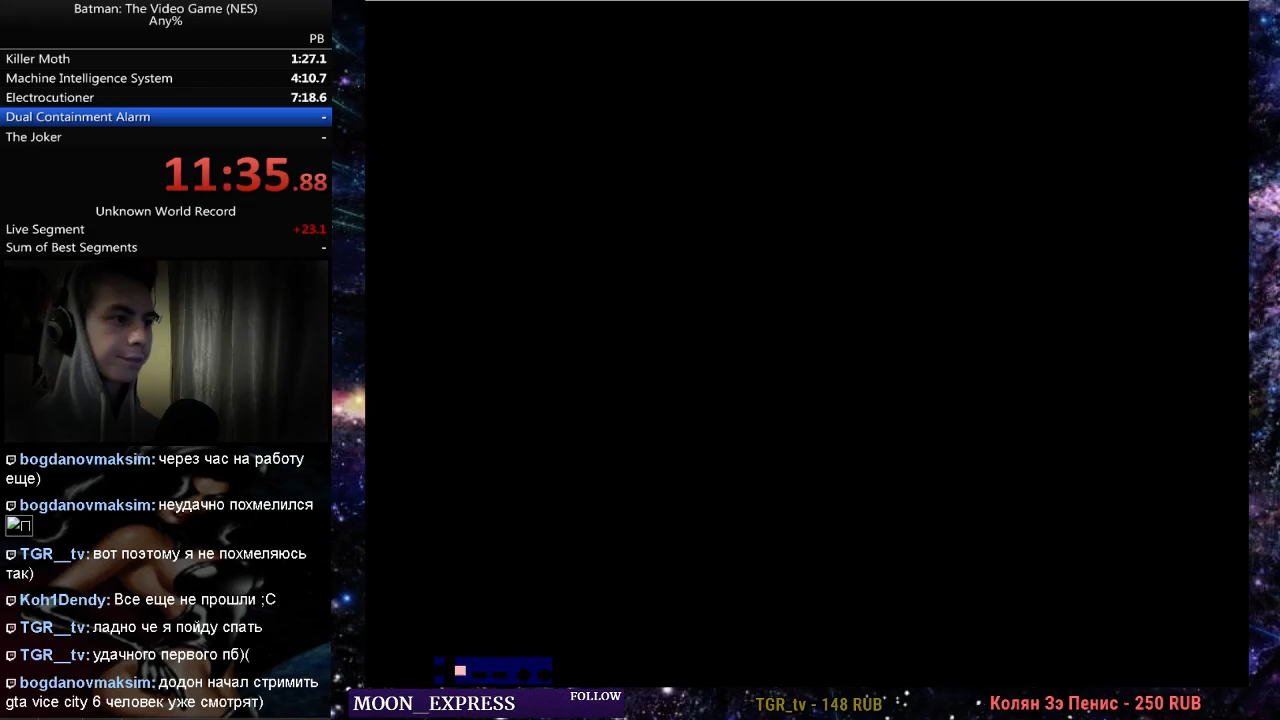 Batman: The Video Game (NES)
Any%
PB
Killer Moth 1:27.1
Machine Intelligence System 4:10.7
Electrocutioner 7:18.6
Dual Containment Alarm -
The Joker -
11:35.88
Unknown World Record
Live Segment +23.1
Sum of Best Segments -
bogdanovmaksim: через час на работу
еще)
bogdanovmaksim: неудачно похмелился
П
TGR__tv: вот поэтому я не похмеляюсь
так)
Koh1Dendy: Все еще не прошли ;С
TGR__tv: ладно че я пойду спать
TGR__tv: удачного первого пб)(
bogdanovmaksim: додон начал стримить
gta vice city 6 человек уже смотрят)
MOON__EXPRESS FOLLOW
TGR_tv - 148 RUB
Колян Зэ Пенис - 250 RUB